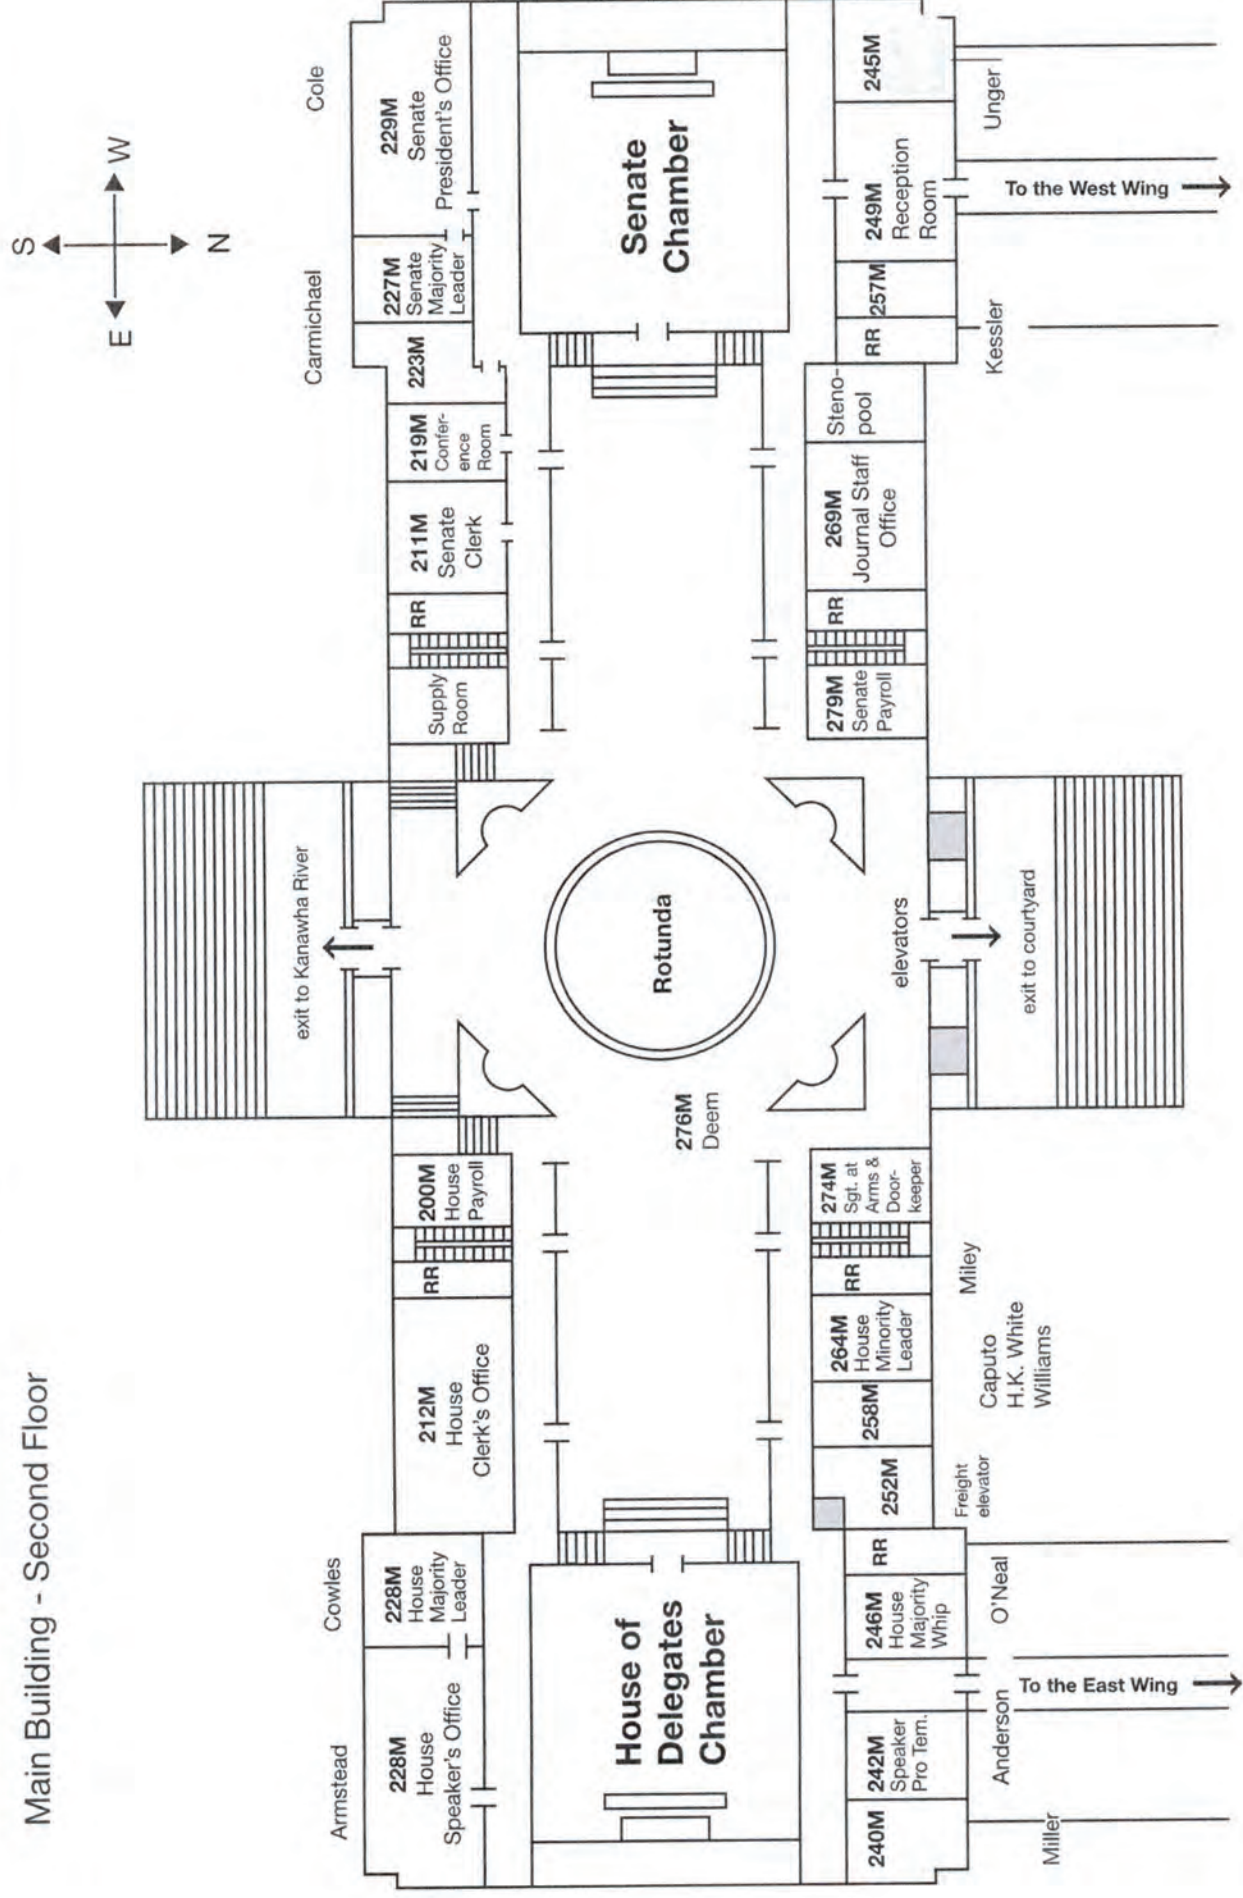 Main Building - Second Floor
S
E
W
N
Armstead
Cowles
Carmichael
Cole
228M
House
Speaker's Office
228M
House
Majority
Leader
212M
House
Clerk's Office
RR
200M
House
Payroll
exit to Kanawha River
Supply
Room
RR
211M
Senate
Clerk
219M
Confer-
ence
Room
223M
227M
Senate
Majority
Leader
229M
Senate
President's Office
House of
Delegates
Chamber
276M
Deem
Rotunda
Senate
Chamber
240M
242M
Speaker
Pro Tem.
246M
House
Majority
Whip
RR
252M
258M
264M
House
Minority
Leader
RR
274M
Sgt. at
Arms &
Door-
keeper
elevators
279M
Senate
Payroll
RR
269M
Journal Staff
Office
Steno-
pool
RR
257M
249M
Reception
Room
245M
Miller
Anderson
To the East Wing
O'Neal
Freight
elevator
Caputo
H.K. White
Williams
Miley
exit to courtyard
Kessler
To the West Wing
Unger